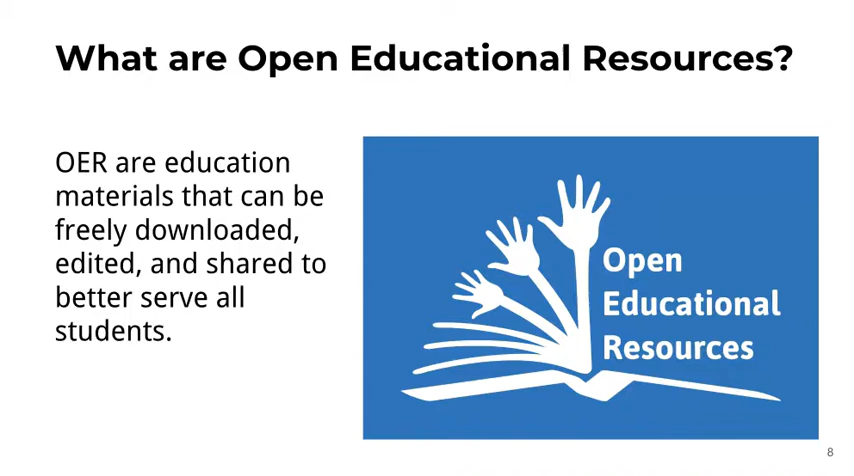 What are Open Educational Resources?
OER are education
materials that can be
freely downloaded,
edited, and shared to
better serve all
students.
Open
Educational
Resources
8